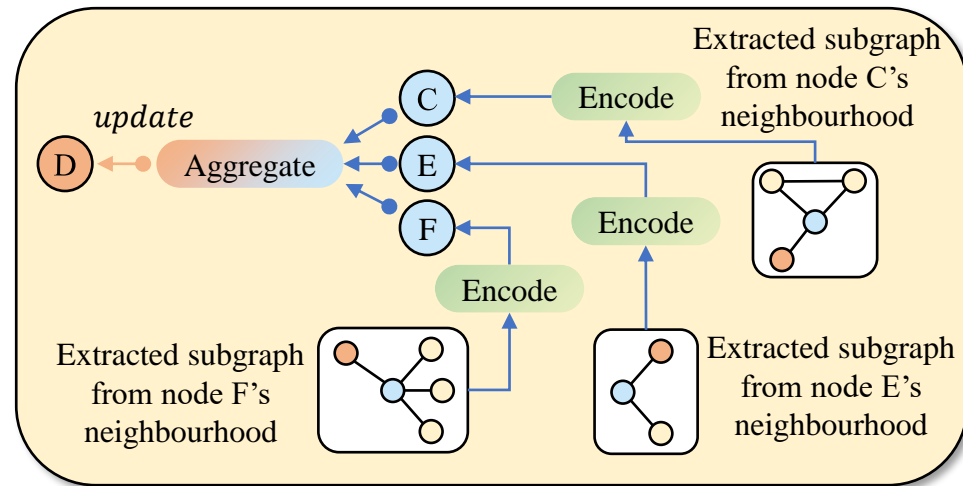 Extracted subgraph
from node C's
neighbourhood
Encode
C
update
D
Aggregate
E
F
Encode
Encode
Extracted subgraph
from node F's
neighbourhood
Extracted subgraph
from node E's
neighbourhood